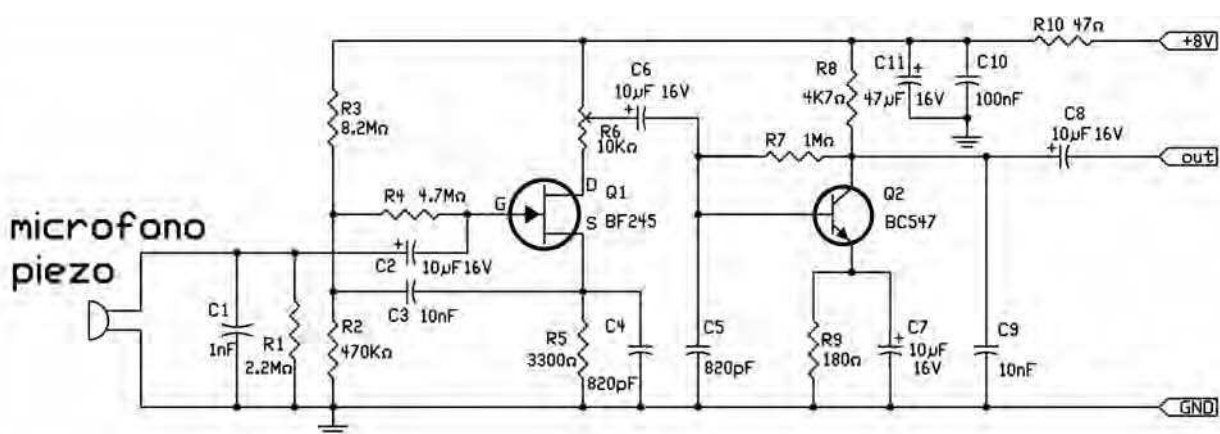 R10 47Ω
+8V
C6
10µF 16V
R8
4K7Ω
C11 +
47µF 16V
C10
100nF
R3
8.2MΩ
+
R6
10KΩ
C8
10µF 16V
+
R7 1MΩ
out
D
Q1
R4 4.7MΩ
G
S
BF245
Q2
BC547
microfono
piezo
+
C2
10µF16V
C3 10nF
C1
1nF
R1
2.2MΩ
R2
470KΩ
R5
3300Ω
C4
820pF
C5
820pF
R9
180Ω
C7
+
10µF
16V
C9
10nF
GND